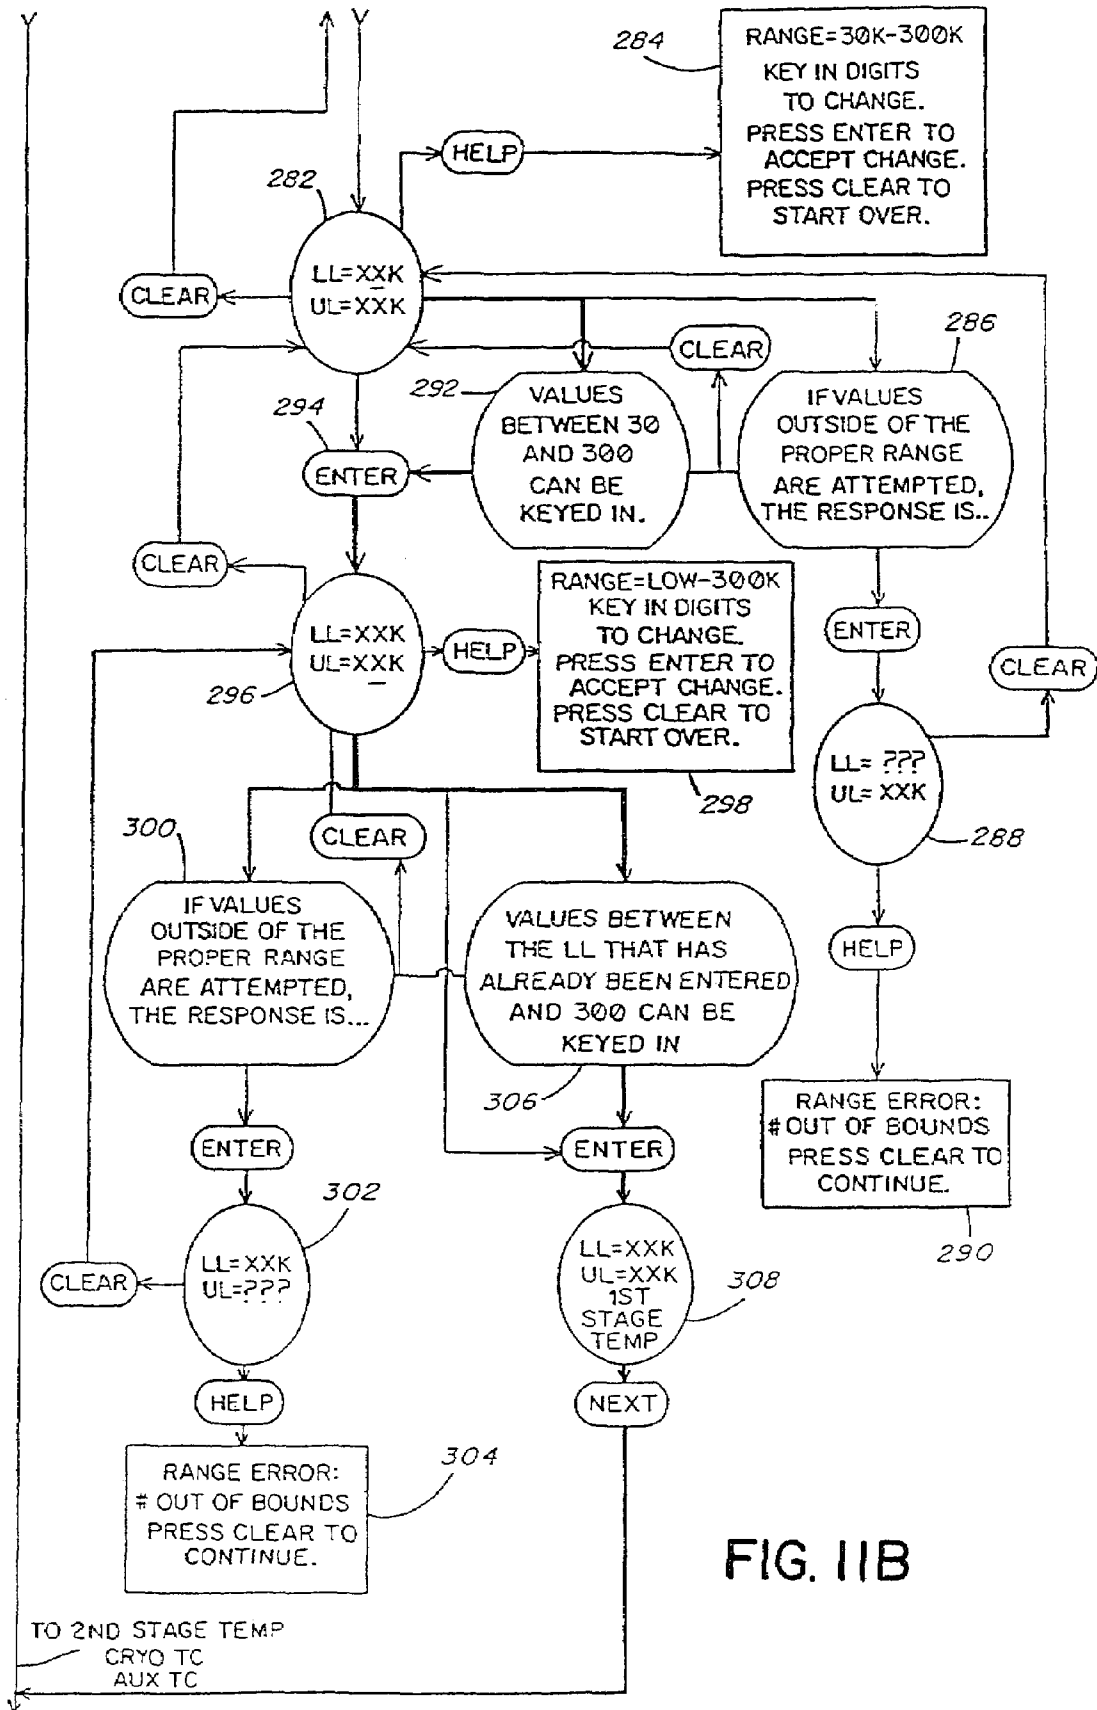 284
RANGE=30K-300K
KEY IN DIGITS
TO CHANGE.
PRESS ENTER TO
ACCEPT CHANGE.
PRESS CLEAR TO
START OVER.
HELP
282
LL=XXK
UL=XXK
CLEAR
CLEAR
286
IF VALUES
OUTSIDE OF THE
PROPER RANGE
ARE ATTEMPTED,
THE RESPONSE IS..
292
VALUES
BETWEEN 30
AND 300
CAN BE
KEYED IN.
294
ENTER
CLEAR
LL=XXK
UL=XXK
296
HELP
RANGE=LOW-300K
KEY IN DIGITS
TO CHANGE.
PRESS ENTER TO
ACCEPT CHANGE.
PRESS CLEAR TO
START OVER.
298
ENTER
CLEAR
LL= ???
UL= XXK
288
HELP
RANGE ERROR:
# OUT OF BOUNDS
PRESS CLEAR TO
CONTINUE.
290
300
CLEAR
IF VALUES
OUTSIDE OF THE
PROPER RANGE
ARE ATTEMPTED,
THE RESPONSE IS...
VALUES BETWEEN
THE LL THAT HAS
ALREADY BEEN ENTERED
AND 300 CAN BE
KEYED IN
306
ENTER
ENTER
302
LL=XXK
UL=???
CLEAR
LL=XXK
UL=XXK
1ST
STAGE
TEMP
308
HELP
NEXT
RANGE ERROR:
# OUT OF BOUNDS
PRESS CLEAR TO
CONTINUE.
304
FIG. 11B
TO 2ND STAGE TEMP
CRYO TC
AUX TC